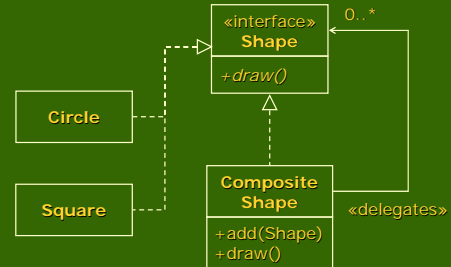 «interface»
Shape
0..*
+draw()
Circle
Square
Composite
Shape
«delegates»
+add(Shape)
+draw()